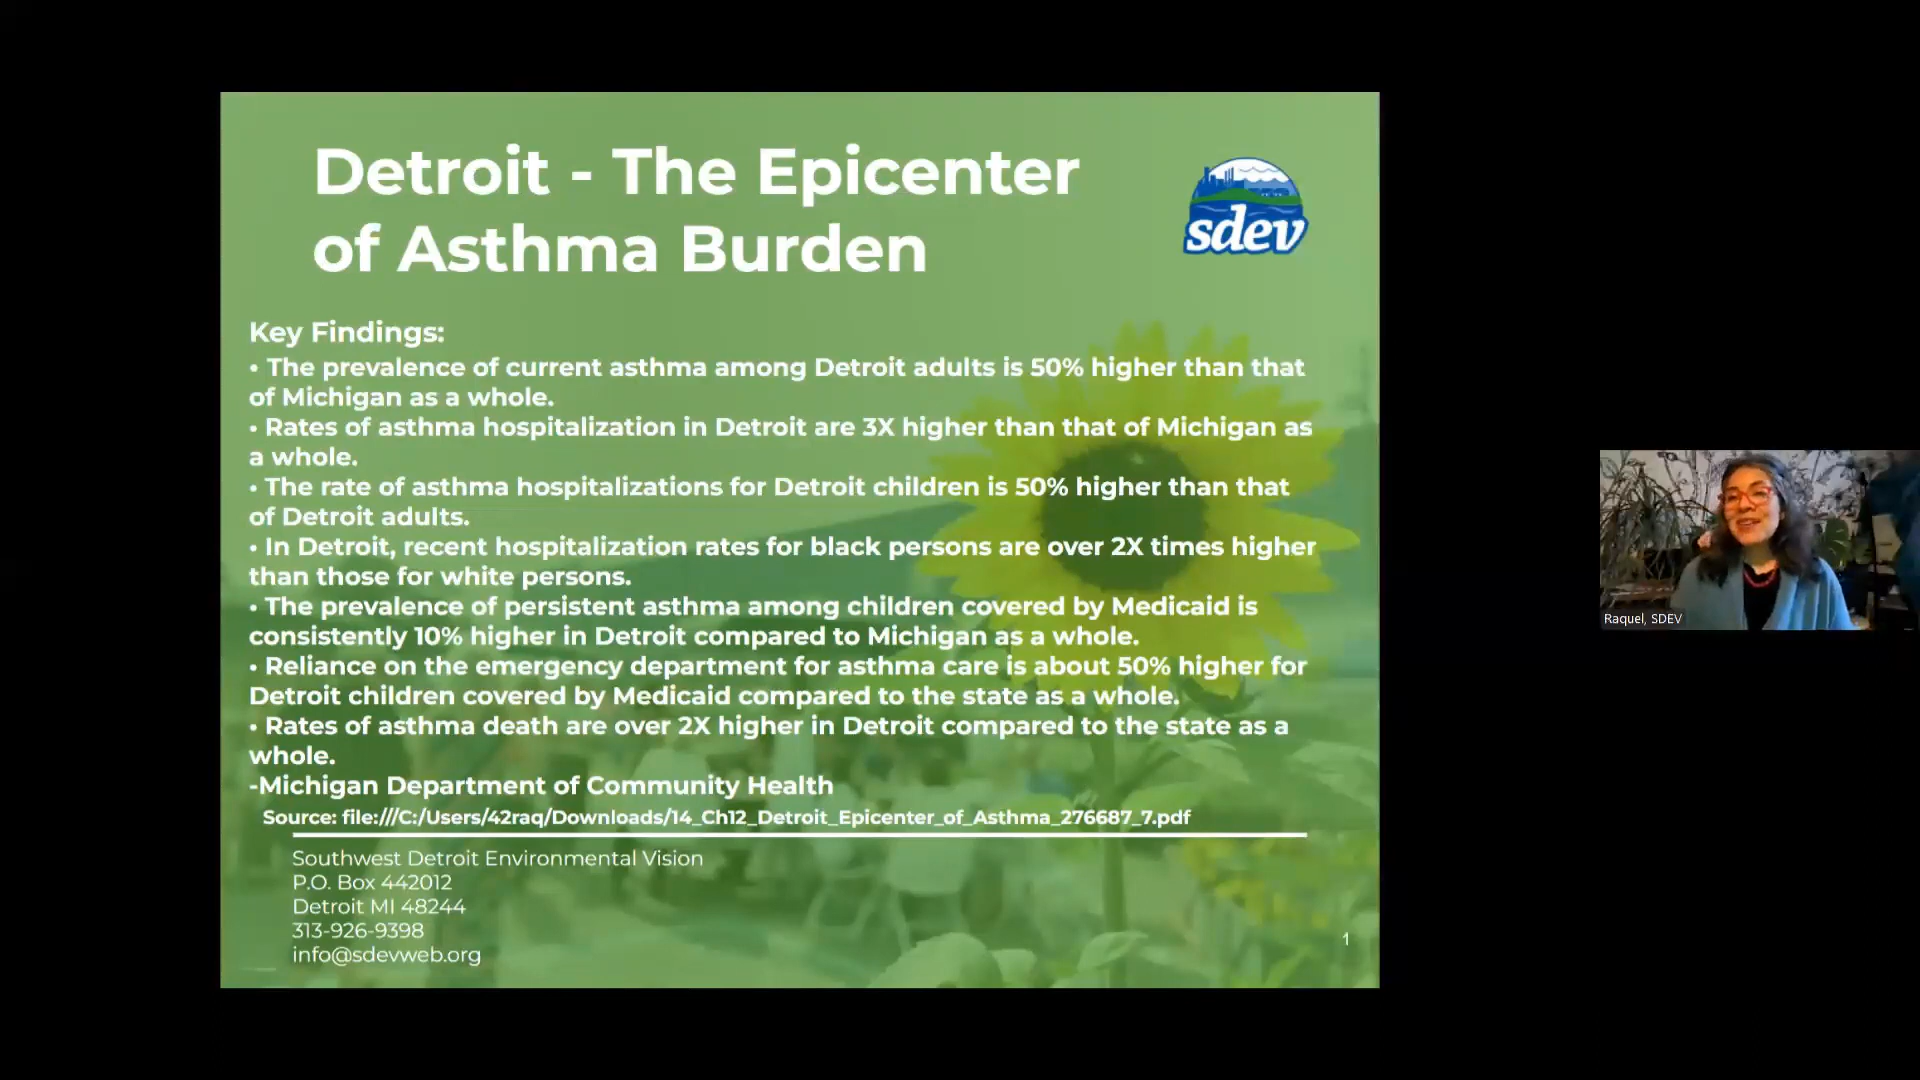 Detroit - The Epicenter
of Asthma Burden
sdev
Key Findings:
• The prevalence of current asthma among Detroit adults is 50% higher than that
of Michigan as a whole.
• Rates of asthma hospitalization in Detroit are 3X higher than that of Michigan as
a whole.
• The rate of asthma hospitalizations for Detroit children is 50% higher than that
of Detroit adults.
• In Detroit, recent hospitalization rates for black persons are over 2X times higher
than those for white persons.
• The prevalence of persistent asthma among children covered by Medicaid is
consistently 10% higher in Detroit compared to Michigan as a whole.
• Reliance on the emergency department for asthma care is about 50% higher for
Detroit children covered by Medicaid compared to the state as a whole.
• Rates of asthma death are over 2X higher in Detroit compared to the state as a
whole.
-Michigan Department of Community Health
Source: file:///C:/Users/42raq/Downloads/14_Ch12_Detroit_Epicenter_of_Asthma_276687_7.pdf
Southwest Detroit Environmental Vision
P.O. Box 442012
Detroit MI 48244
313-926-9398
info@sdevweb.org
1
Raquel, SDEV